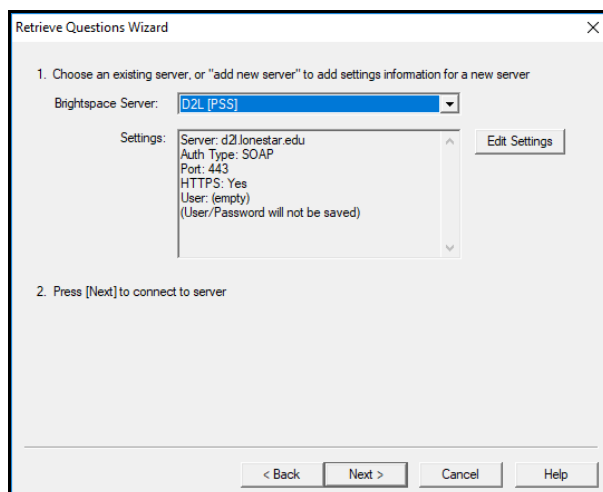 Retrieve Questions Wizard
1. Choose an existing server, or "add new server" to add settings information for a new server
Brightspace Server: D2L [PSS]
Settings: Server: d2l.lonestar.edu
Edit Settings
Auth Type: SOAP
Port: 443
HTTPS: Yes
User: (empty)
(User/Password will not be saved)
2. Press [Next] to connect to server
< Back Next > Cancel Help